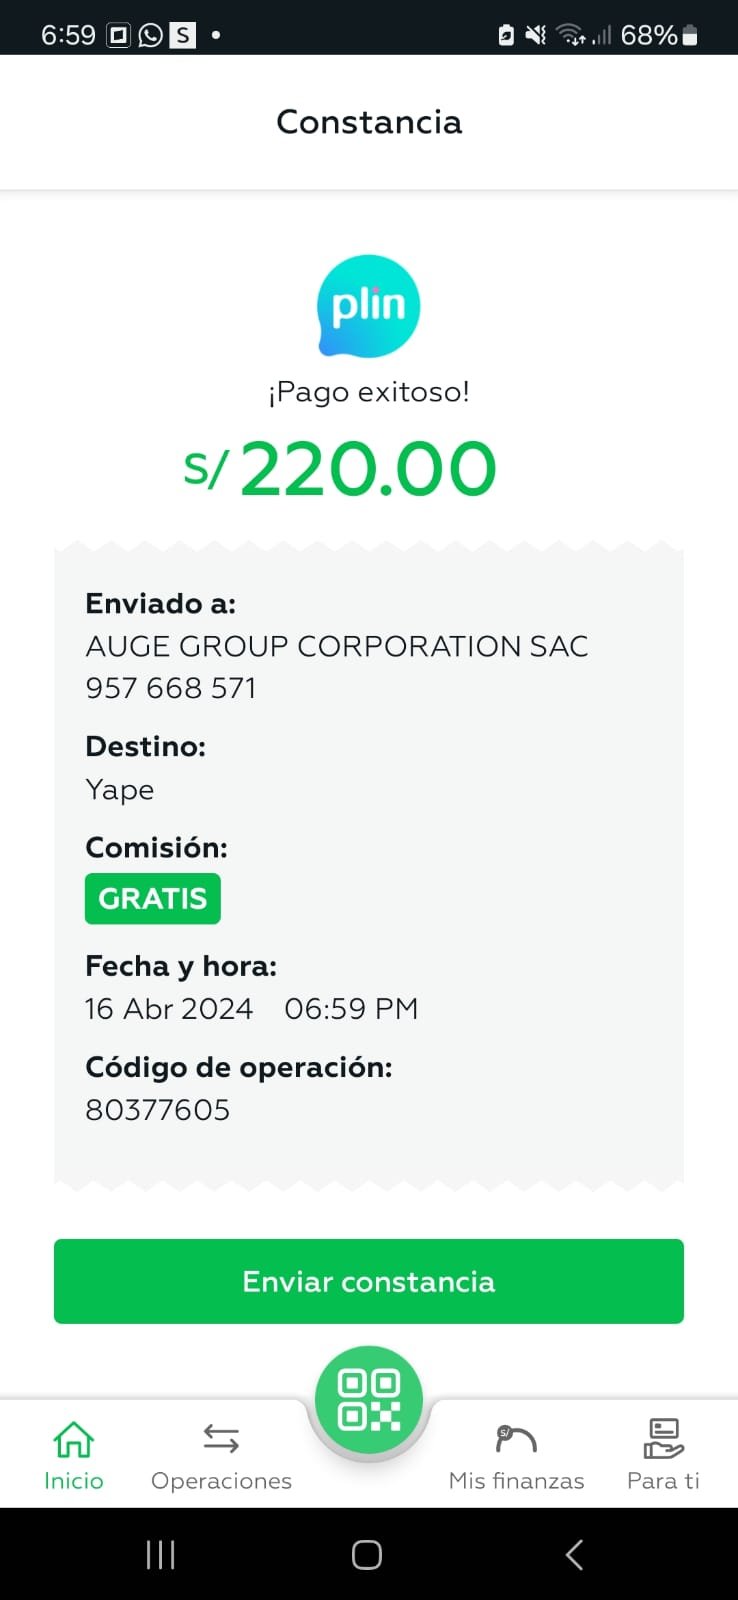 6:59 S 68%
Constancia
plin
¡Pago exitoso!
S/ 220.00
Enviado a:
AUGE GROUP CORPORATION SAC
957 668 571
Destino:
Yape
Comisión:
GRATIS
Fecha y hora:
16 Abr 2024 06:59 PM
Código de operación:
80377605
Enviar constancia
S/
Inicio Operaciones Mis finanzas Para ti